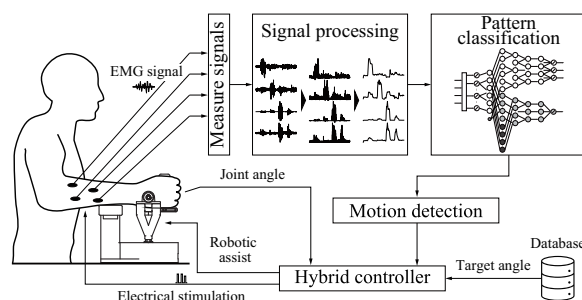 Signal processing
Pattern
classification
EMG signal
Measure signals
Joint angle
Motion detection
Robotic
assist
Database
Hybrid controller
Target angle
Electrical stimulation